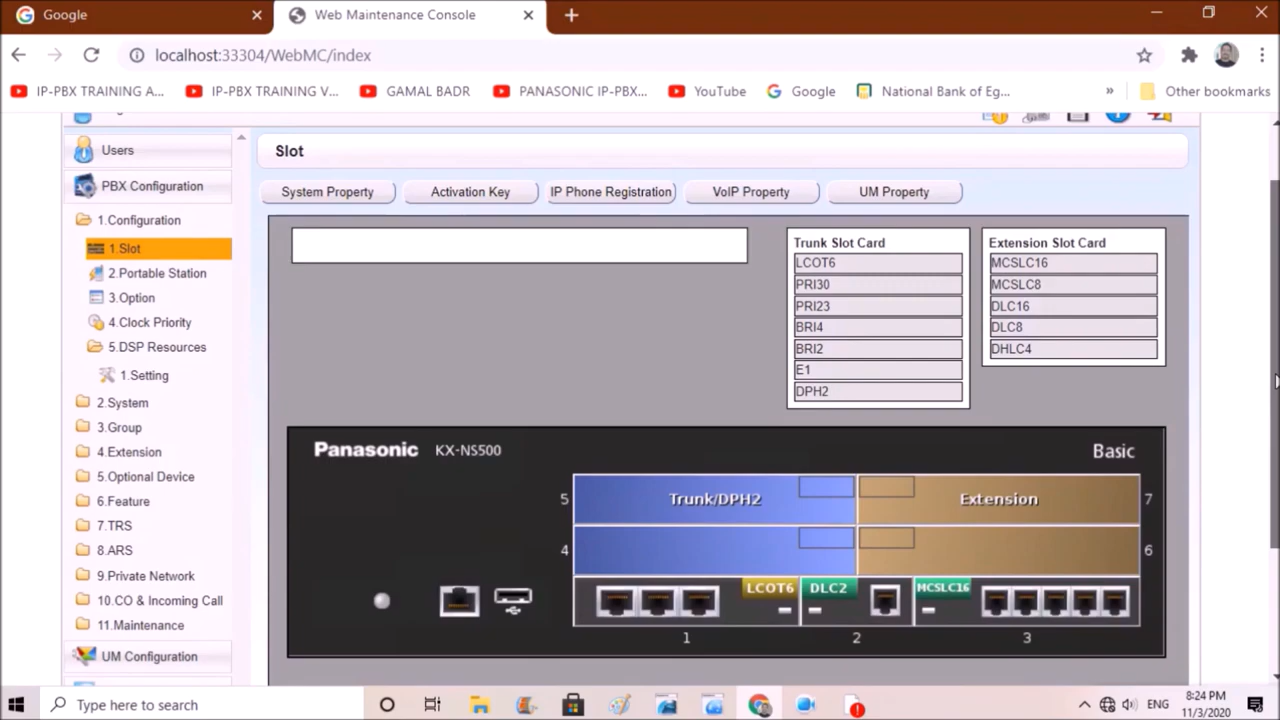 Google
Web Maintenance Console
localhost:33304/WebMC/index
IP-PBX TRAINING A...
IP-PBX TRAINING V...
GAMAL BADR
PANASONIC IP-PBX...
YouTube
Google
National Bank of Eg...
»
Other bookmarks
Users
PBX Configuration
1.Configuration
1.Slot
2.Portable Station
3.Option
4.Clock Priority
5.DSP Resources
1.Setting
2.System
3.Group
4.Extension
5.Optional Device
6.Feature
7.TRS
8.ARS
9.Private Network
10.CO & Incoming Call
11.Maintenance
UM Configuration
Slot
System Property
Activation Key
IP Phone Registration
VoIP Property
UM Property
Trunk Slot Card
LCOT6
PRI30
PRI23
BRI4
BRI2
E1
DPH2
Extension Slot Card
MCSLC16
MCSLC8
DLC16
DLC8
DHLC4
Panasonic KX-NS500
Basic
5 Trunk/DPH2 Extension 7
4 6
LCOT6 DLC2 MCSLC16
1 2 3
Type here to search
ENG
8:24 PM
11/3/2020